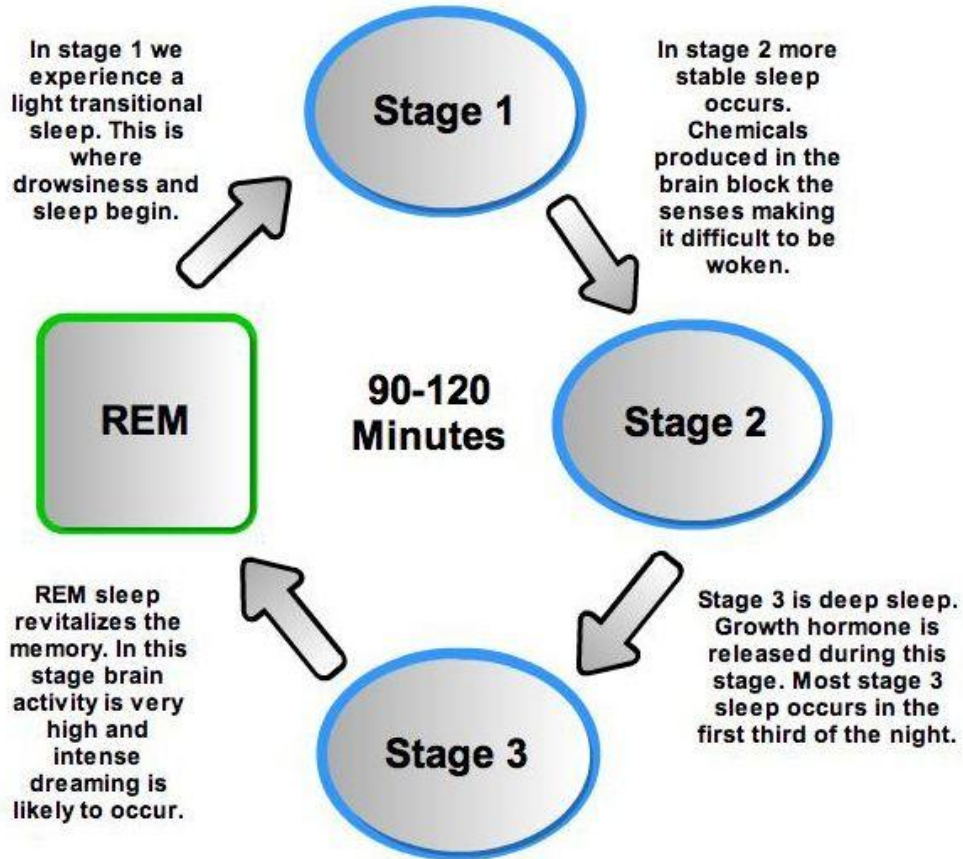 In stage 1 we
experience a
light transitional
sleep. This is
where
drowsiness and
sleep begin.
Stage 1
In stage 2 more
stable sleep
occurs.
Chemicals
produced in the
brain block the
senses making
it difficult to be
woken.
REM
90-120
Minutes
Stage 2
REM sleep
revitalizes the
memory. In this
stage brain
activity is very
high and
intense
dreaming is
likely to occur.
Stage 3
Stage 3 is deep sleep.
Growth hormone is
released during this
stage. Most stage 3
sleep occurs in the
first third of the night.